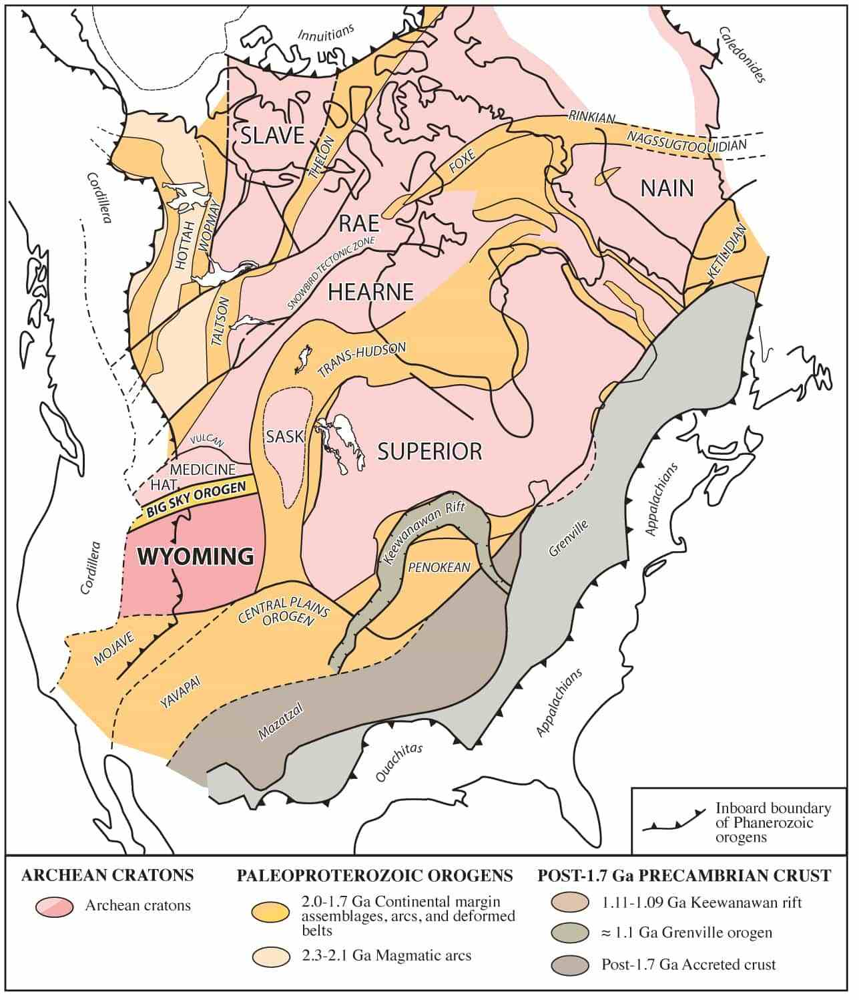 Innuitians
Caledonides
SLAVE
RINKIAN
NAGSSUGTOQUIDIAN
THELON
FOXE
NAIN
Cordillera
HOTTAH
WOPMAY
RAE
SNOWBIRD TECTONIC ZONE
KETILIDIAN
HEARNE
TALTSON
TRANS-HUDSON
SASK
SUPERIOR
VULCAN
MEDICINE
HAT
BIG SKY OROGEN
Appalachians
Keewanawan Rift
Grenville
WYOMING
Cordillera
PENOKEAN
CENTRAL PLAINS
OROGEN
MOJAVE
YAVAPAI
Mazatzal
Appalachians
Ouachitas
Inboard boundary
of Phanerozoic
orogens
ARCHEAN CRATONS
Archean cratons
PALEOPROTEROZOIC OROGENS
2.0-1.7 Ga Continental margin
assemblages, arcs, and deformed
belts
2.3-2.1 Ga Magmatic arcs
POST-1.7 Ga PRECAMBRIAN CRUST
1.11-1.09 Ga Keewanawan rift
≈ 1.1 Ga Grenville orogen
Post-1.7 Ga Accreted crust